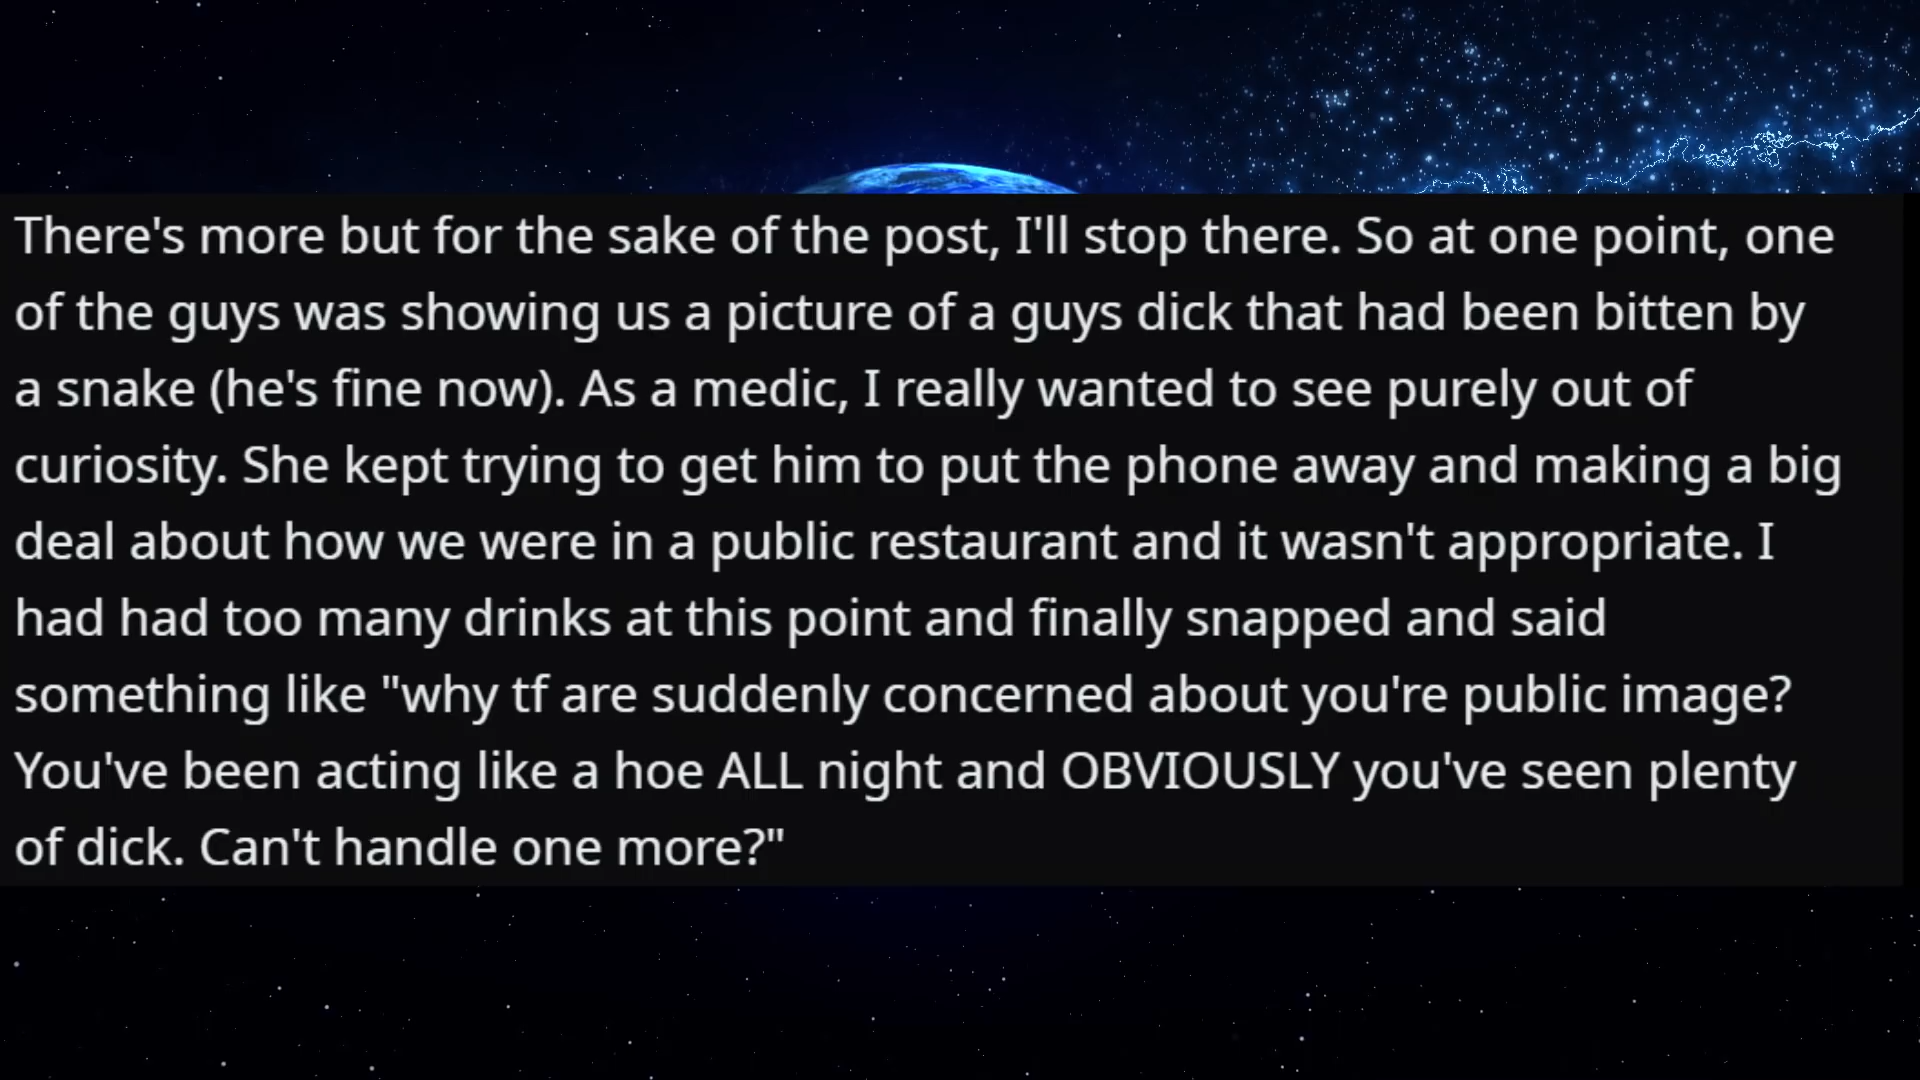 There's more but for the sake of the post, I'll stop there. So at one point, one
of the guys was showing us a picture of a guys dick that had been bitten by
a snake (he's fine now). As a medic, I really wanted to see purely out of
curiosity. She kept trying to get him to put the phone away and making a big
deal about how we were in a public restaurant and it wasn't appropriate. I
had had too many drinks at this point and finally snapped and said
something like "why tf are suddenly concerned about you're public image?
You've been acting like a hoe ALL night and OBVIOUSLY you've seen plenty
of dick. Can't handle one more?"